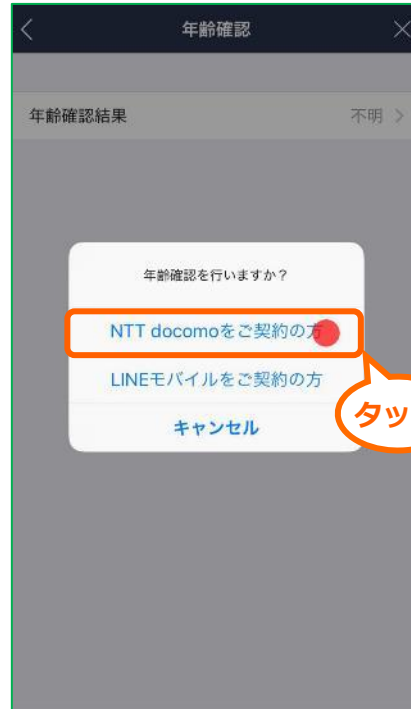 年齢確認
年齢確認結果 不明
年齢確認を行いますか？
NTT docomoをご契約の方
LINEモバイルをご契約の方
タッ
キャンセル